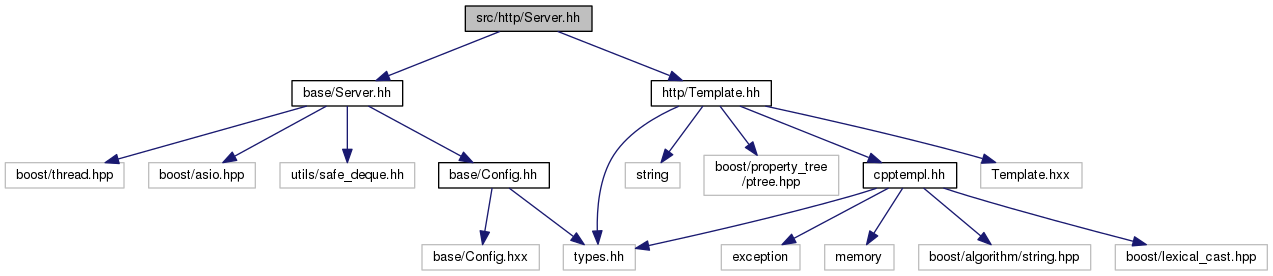 src/http/Server.hh
base/Server.hh
http/Template.hh
boost/thread.hpp
boost/asio.hpp
utils/safe_deque.hh
base/Config.hh
string
boost/property_tree
/ptree.hpp
cpptempl.hh
Template.hxx
base/Config.hxx
types.hh
exception
memory
boost/algorithm/string.hpp
boost/lexical_cast.hpp